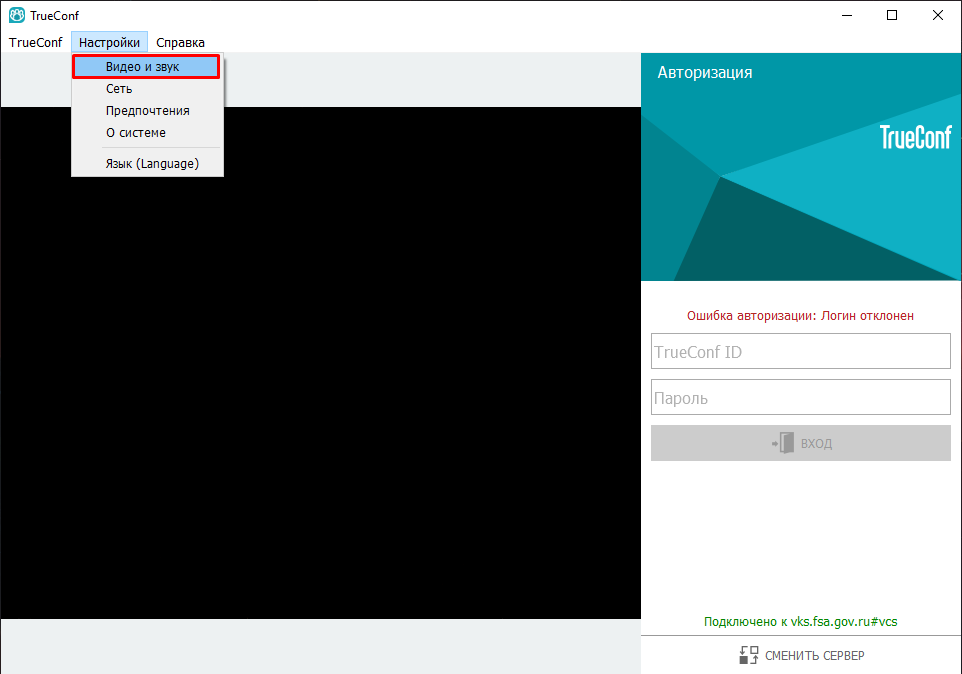 TrueConf
TrueConf Настройки Справка
Видео и звук
Сеть
Предпочтения
О системе
Язык (Language)
Авторизация
TrueConf
Ошибка авторизации: Логин отклонен
TrueConf ID
Пароль
ВХОД
Подключено к vks.fsa.gov.ru#vcs
СМЕНИТЬ СЕРВЕР